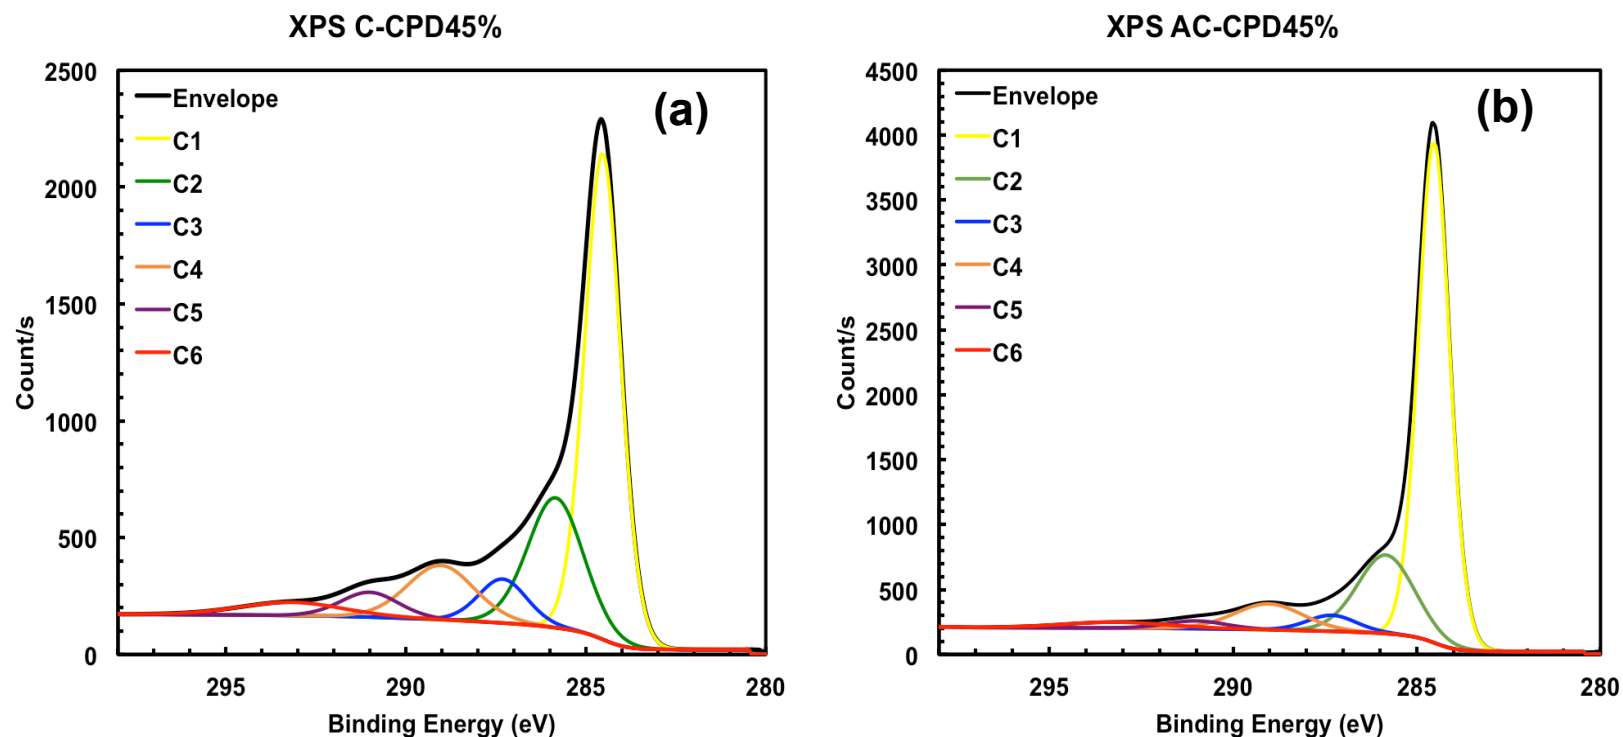 XPS C-CPD45%
2500
2000
1500
1000
500
0
Count/s
Envelope
C1
C2
C3
C4
C5
C6
(a)
295
290
285
280
Binding Energy (eV)
XPS AC-CPD45%
4500
4000
3500
3000
2500
2000
1500
1000
500
0
Count/s
Envelope
C1
C2
C3
C4
C5
C6
(b)
295
290
285
280
Binding Energy (eV)